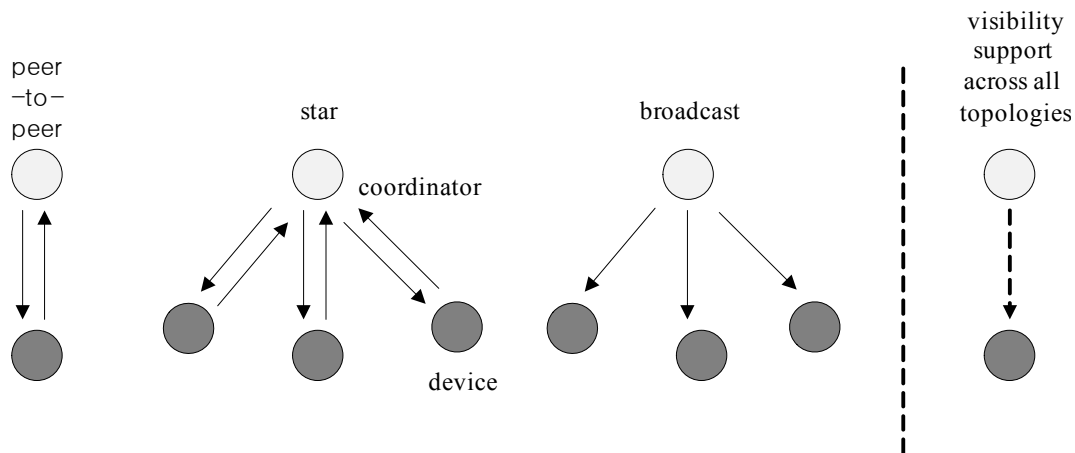 peer
-to-
peer
star
coordinator
device
broadcast
visibility
support
across all
topologies